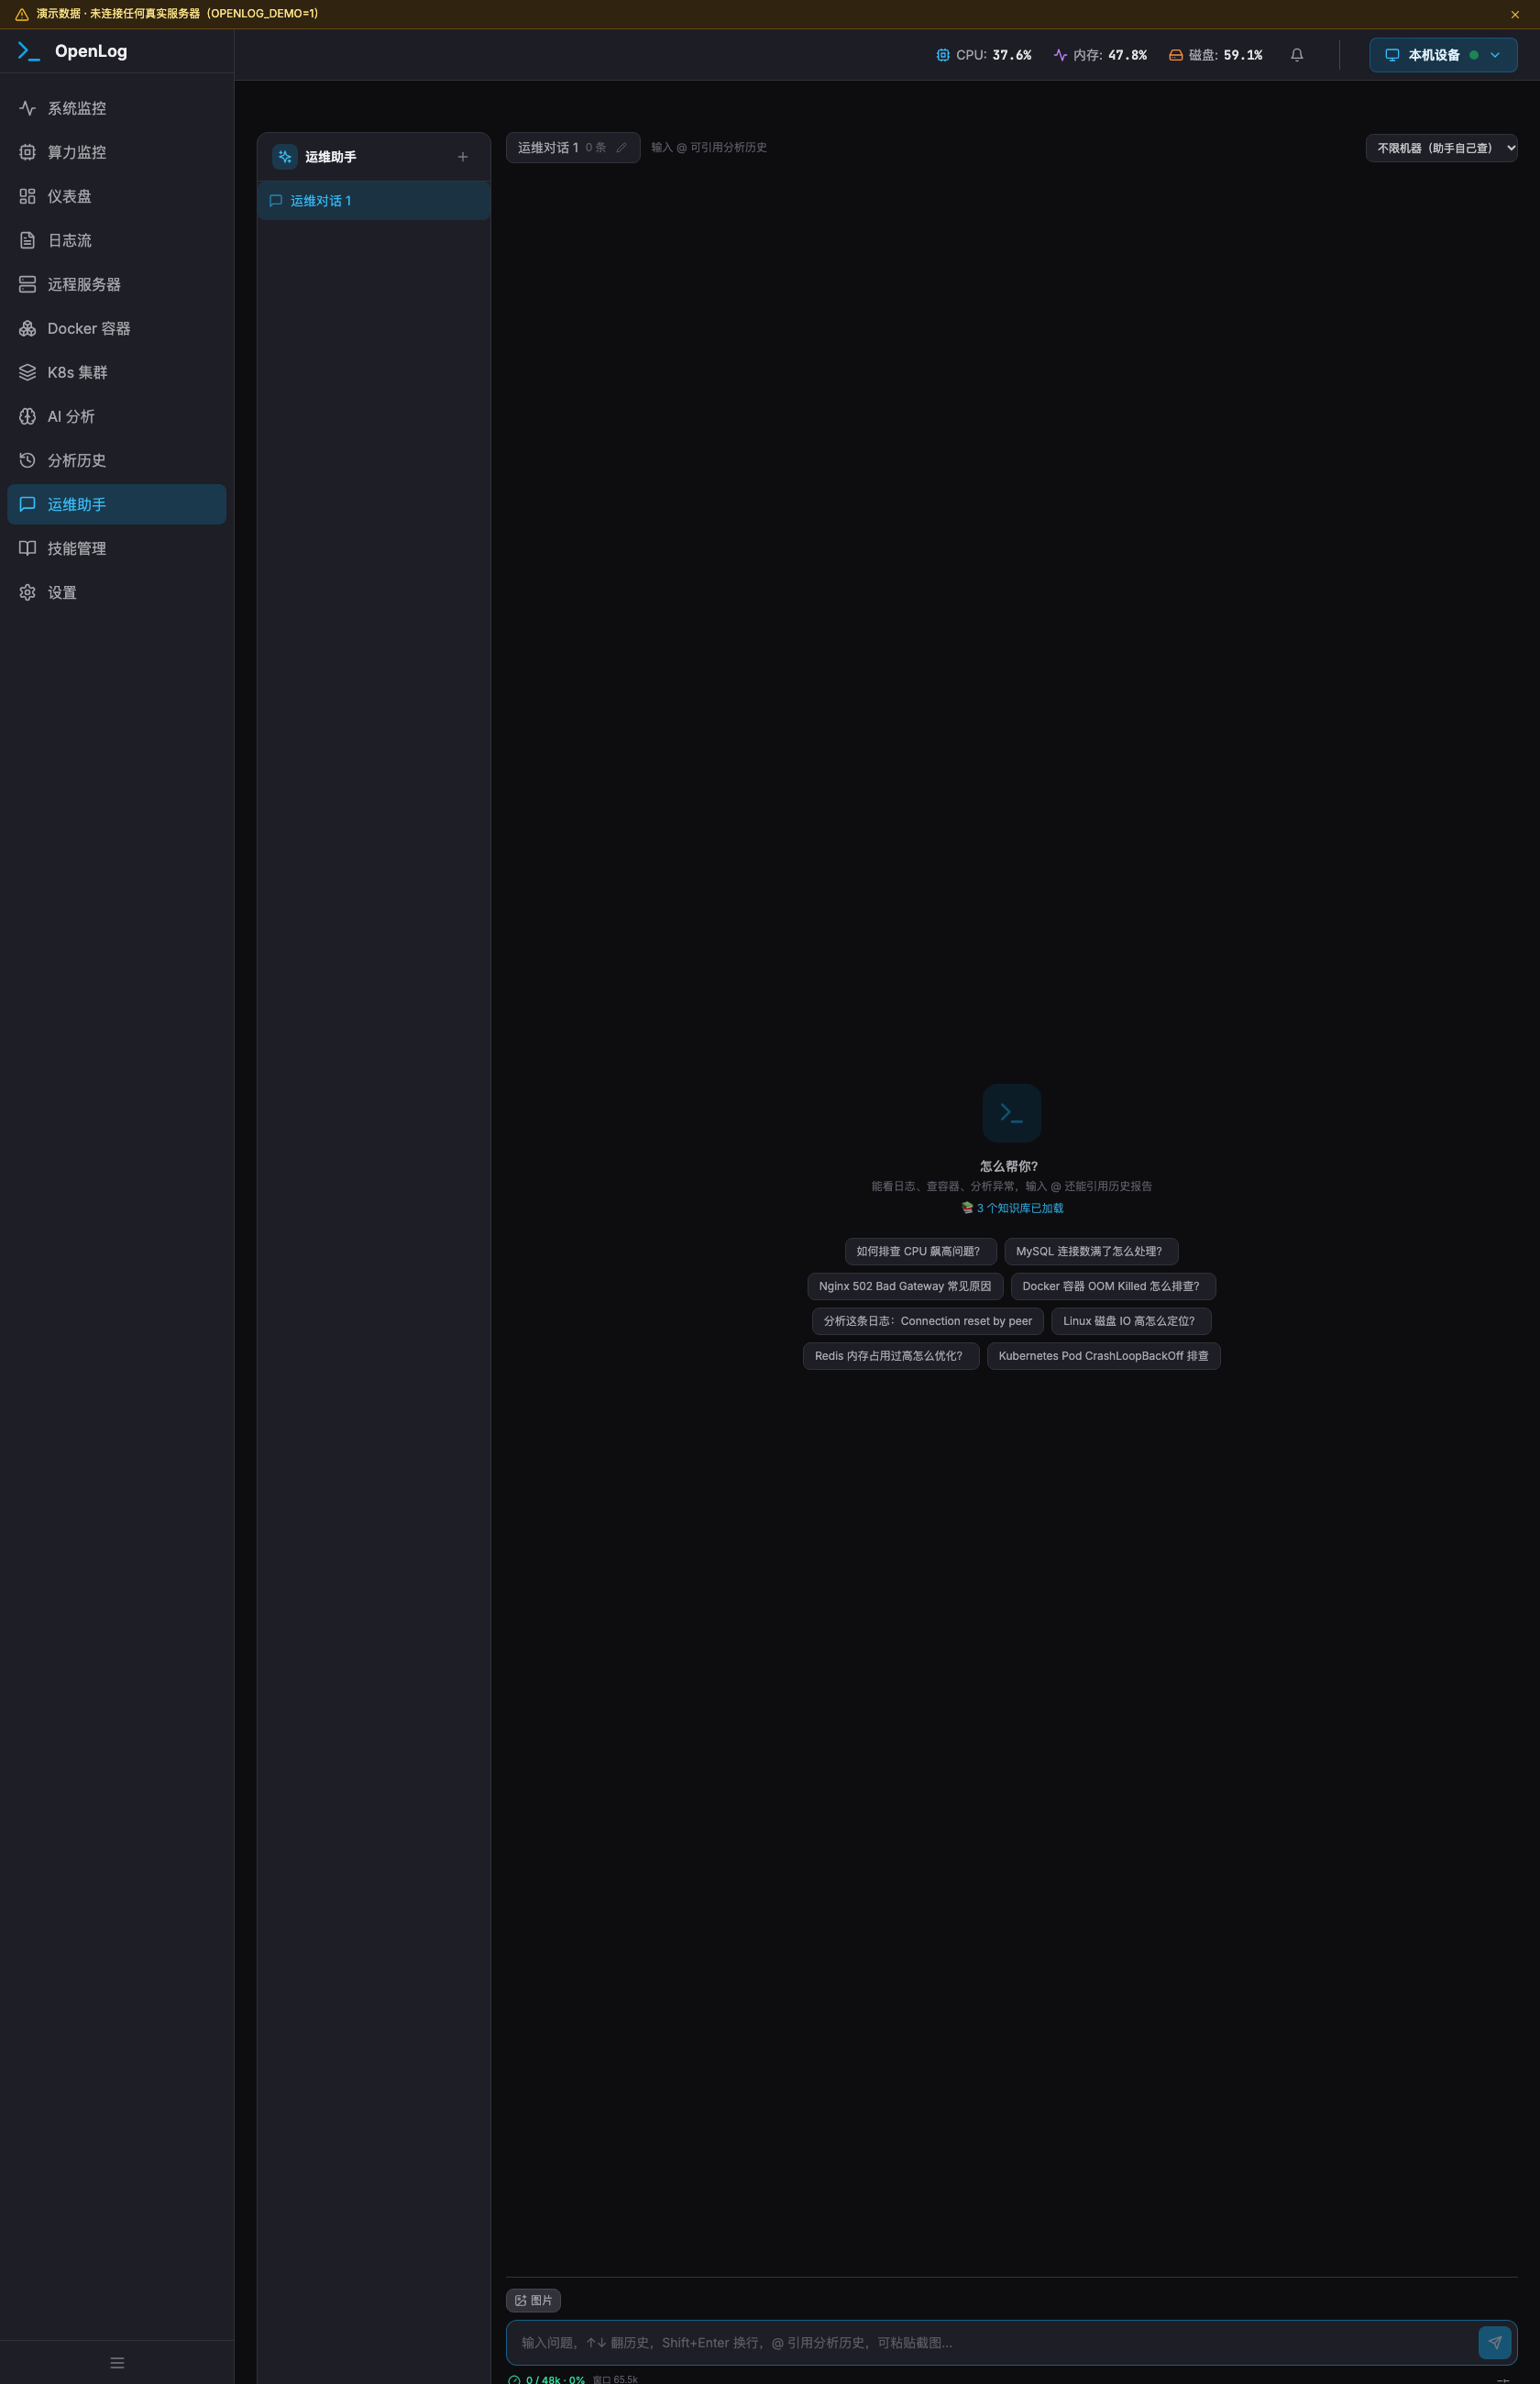 演示数据 · 未连接任何真实服务器（OPENLOG_DEMO=1）
OpenLog
CPU: 37.6% 内存: 47.8% 磁盘: 59.1% 本机设备
系统监控
算力监控
仪表盘
日志流
远程服务器
Docker 容器
K8s 集群
AI 分析
分析历史
运维助手
技能管理
设置
运维助手
运维对话 1
运维对话 1 0 条 输入 @ 可引用分析历史 不限机器（助手自己查）
怎么帮你?
能看日志、查容器、分析异常，输入 @ 还能引用历史报告
3 个知识库已加载
如何排查 CPU 飙高问题？ MySQL 连接数满了怎么处理？
Nginx 502 Bad Gateway 常见原因 Docker 容器 OOM Killed 怎么排查？
分析这条日志：Connection reset by peer Linux 磁盘 IO 高怎么定位？
Redis 内存占用过高怎么优化？ Kubernetes Pod CrashLoopBackOff 排查
图片
输入问题，↑↓ 翻历史，Shift+Enter 换行，@ 引用分析历史，可粘贴截图...
0 / 48k · 0% 窗口 65.5k